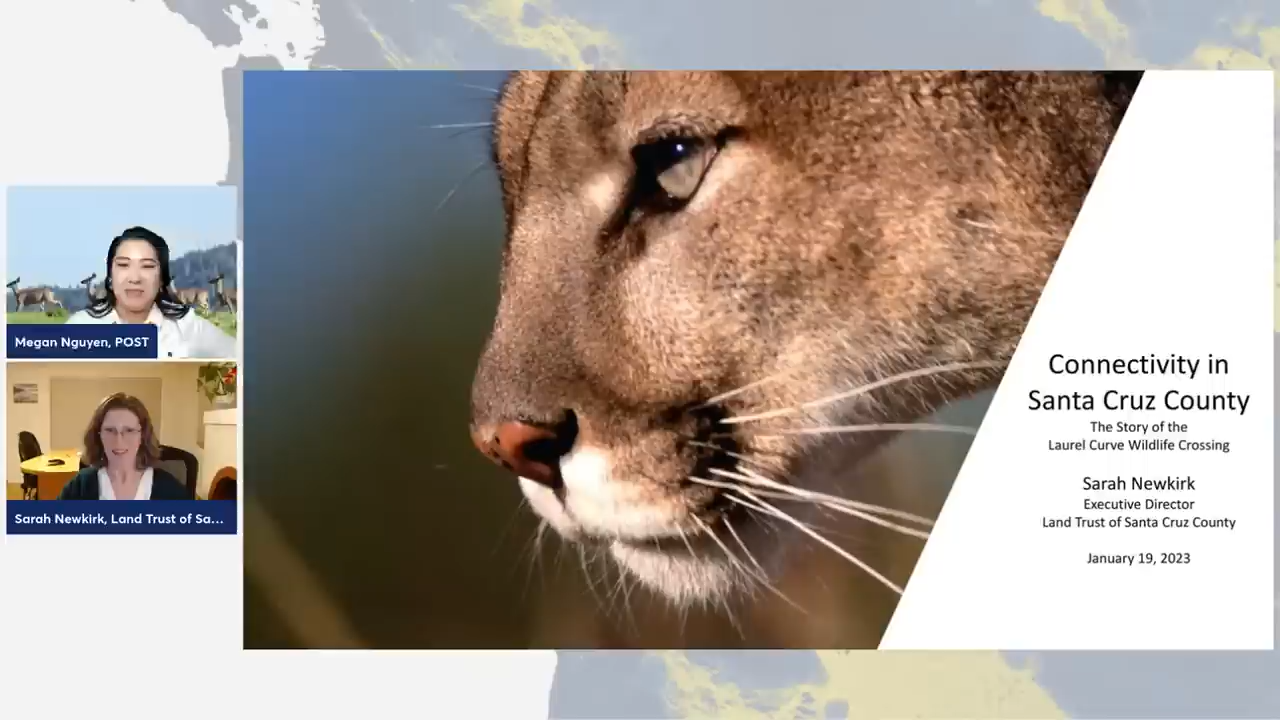 Megan Nguyen, POST
Sarah Newkirk, Land Trust of Sa...
Connectivity in
Santa Cruz County
The Story of the
Laurel Curve Wildlife Crossing
Sarah Newkirk
Executive Director
Land Trust of Santa Cruz County
January 19, 2023